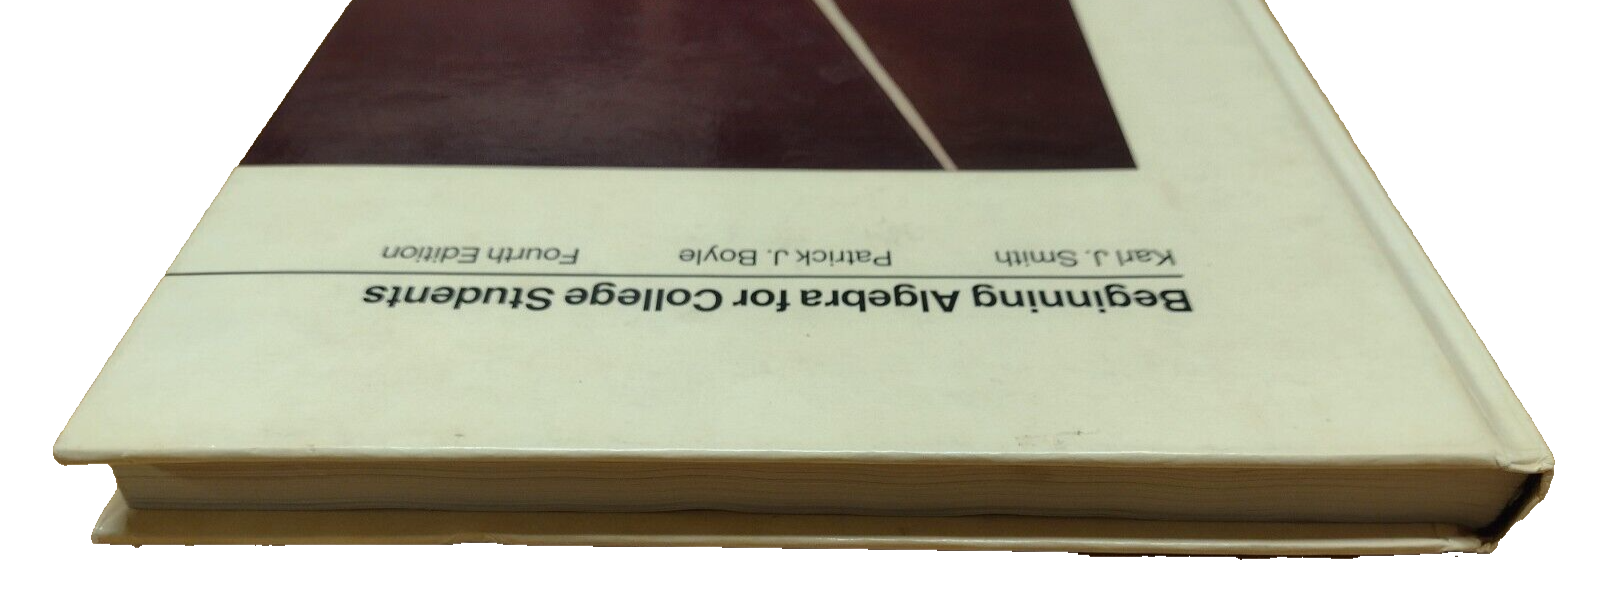 Beginning Algebra for College Students
Karl J. Smith Patrick J. Boyle Fourth Edition